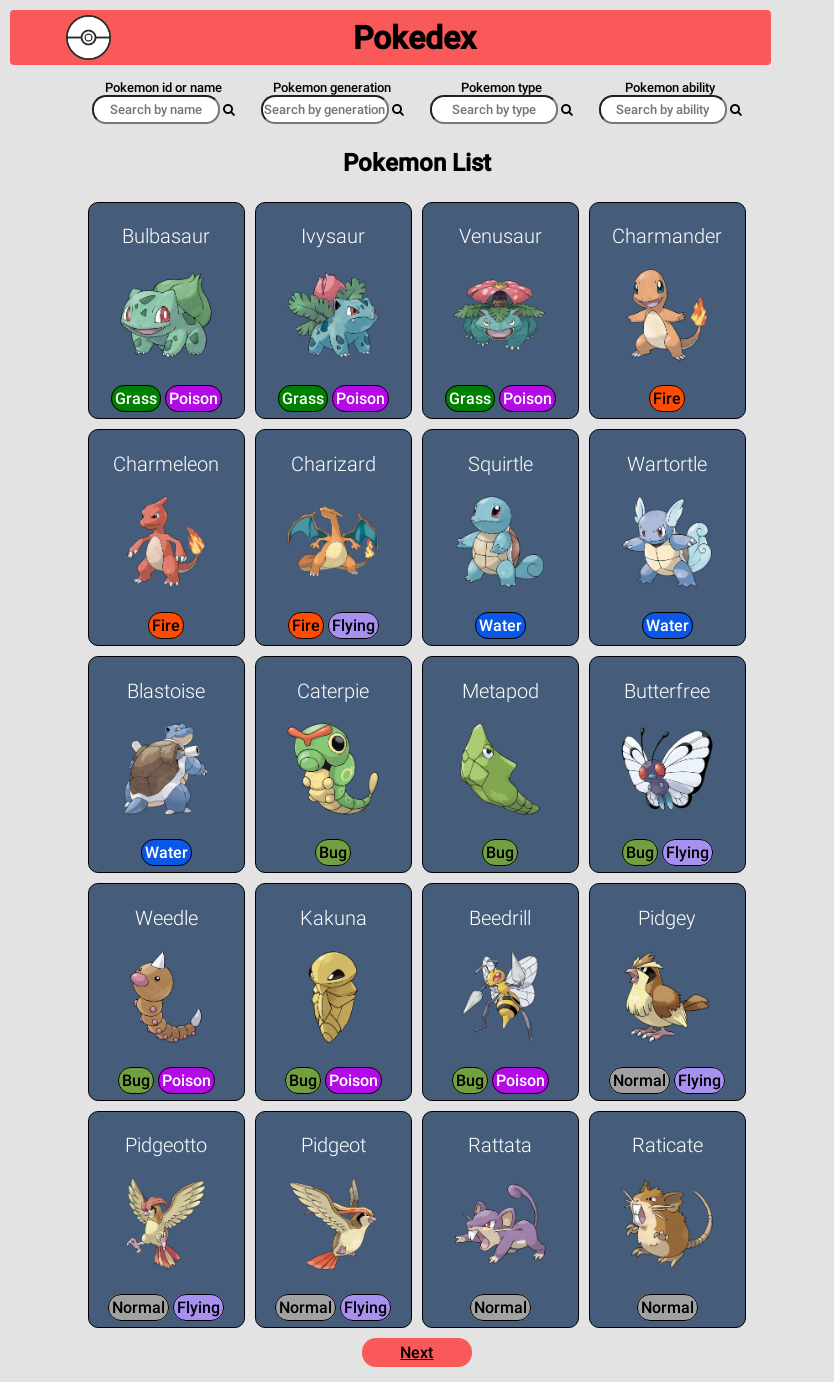 Pokedex
Pokemon id or name Pokemon generation Pokemon type Pokemon ability
Search by name Search by generation Search by type Search by ability
Pokemon List
Bulbasaur Ivysaur Venusaur Charmander
Grass Poison Grass Poison Grass Poison Fire
Charmeleon Charizard Squirtle Wartortle
Fire Fire Flying Water Water
Blastoise Caterpie Metapod Butterfree
Water Bug Bug Bug Flying
Weedle Kakuna Beedrill Pidgey
Bug Poison Bug Poison Bug Poison Normal Flying
Pidgeotto Pidgeot Rattata Raticate
Normal Flying Normal Flying Normal Normal
Next